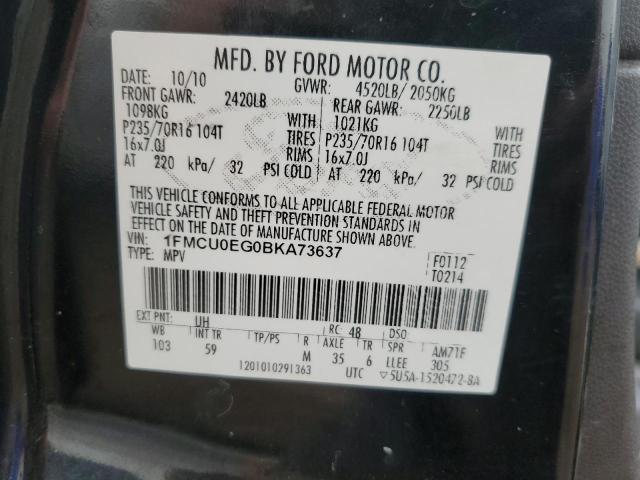 MFD. BY FORD MOTOR CO.
DATE: 10/10 GVWR: 4520LB/ 2050KG
FRONT GAWR: 2420LB REAR GAWR: 2250LB
1098KG WITH 1021KG WITH
P235/70R16 104T TIRES P235/70R16 104T TIRES
16x7.0J RIMS 16x7.0J RIMS
AT 220 kPa/ 32 PSI COLD AT 220 kPa/ 32 PSI COLD
THIS VEHICLE CONFORMS TO ALL APPLICABLE FEDERAL MOTOR
VEHICLE SAFETY AND THEFT PREVENTION STANDARDS IN
EFFECT ON THE DATE OF MANUFACTURE SHOWN ABOVE.
VIN: 1FMCU0EG0BKA73637
TYPE: MPV
F0112
T0214
EXT PNT: UH RC: 48 DSO:
WB INT TR TP/PS R AXLE TR SPR AM71F
103 59 M 35 6 LLEE 305
1201010291363 UTC ▽5U5A-1520472-BA